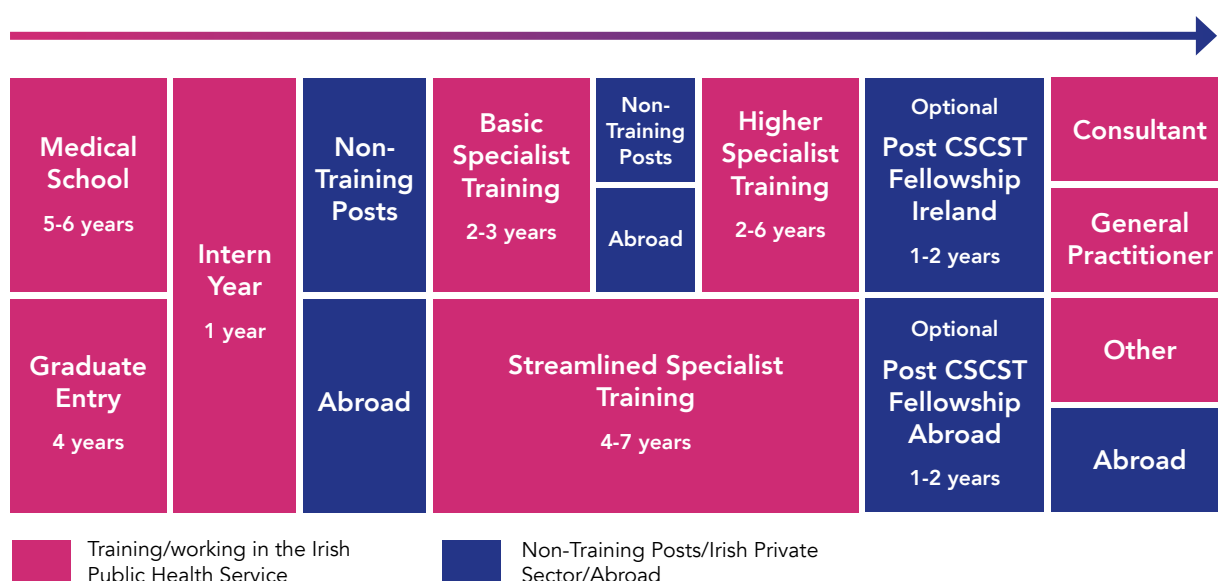 Medical
School
5-6 years
Graduate
Entry
4 years
Intern
Year
1 year
Non-
Training
Posts
Abroad
Basic
Specialist
Training
2-3 years
Non-
Training
Posts
Abroad
Higher
Specialist
Training
2-6 years
Streamlined Specialist
Training
4-7 years
Optional
Post CSCST
Fellowship
Ireland
1-2 years
Optional
Post CSCST
Fellowship
Abroad
1-2 years
Consultant
General
Practitioner
Other
Abroad
Training/working in the Irish
Public Health Service
Non-Training Posts/Irish Private
Sector/Abroad